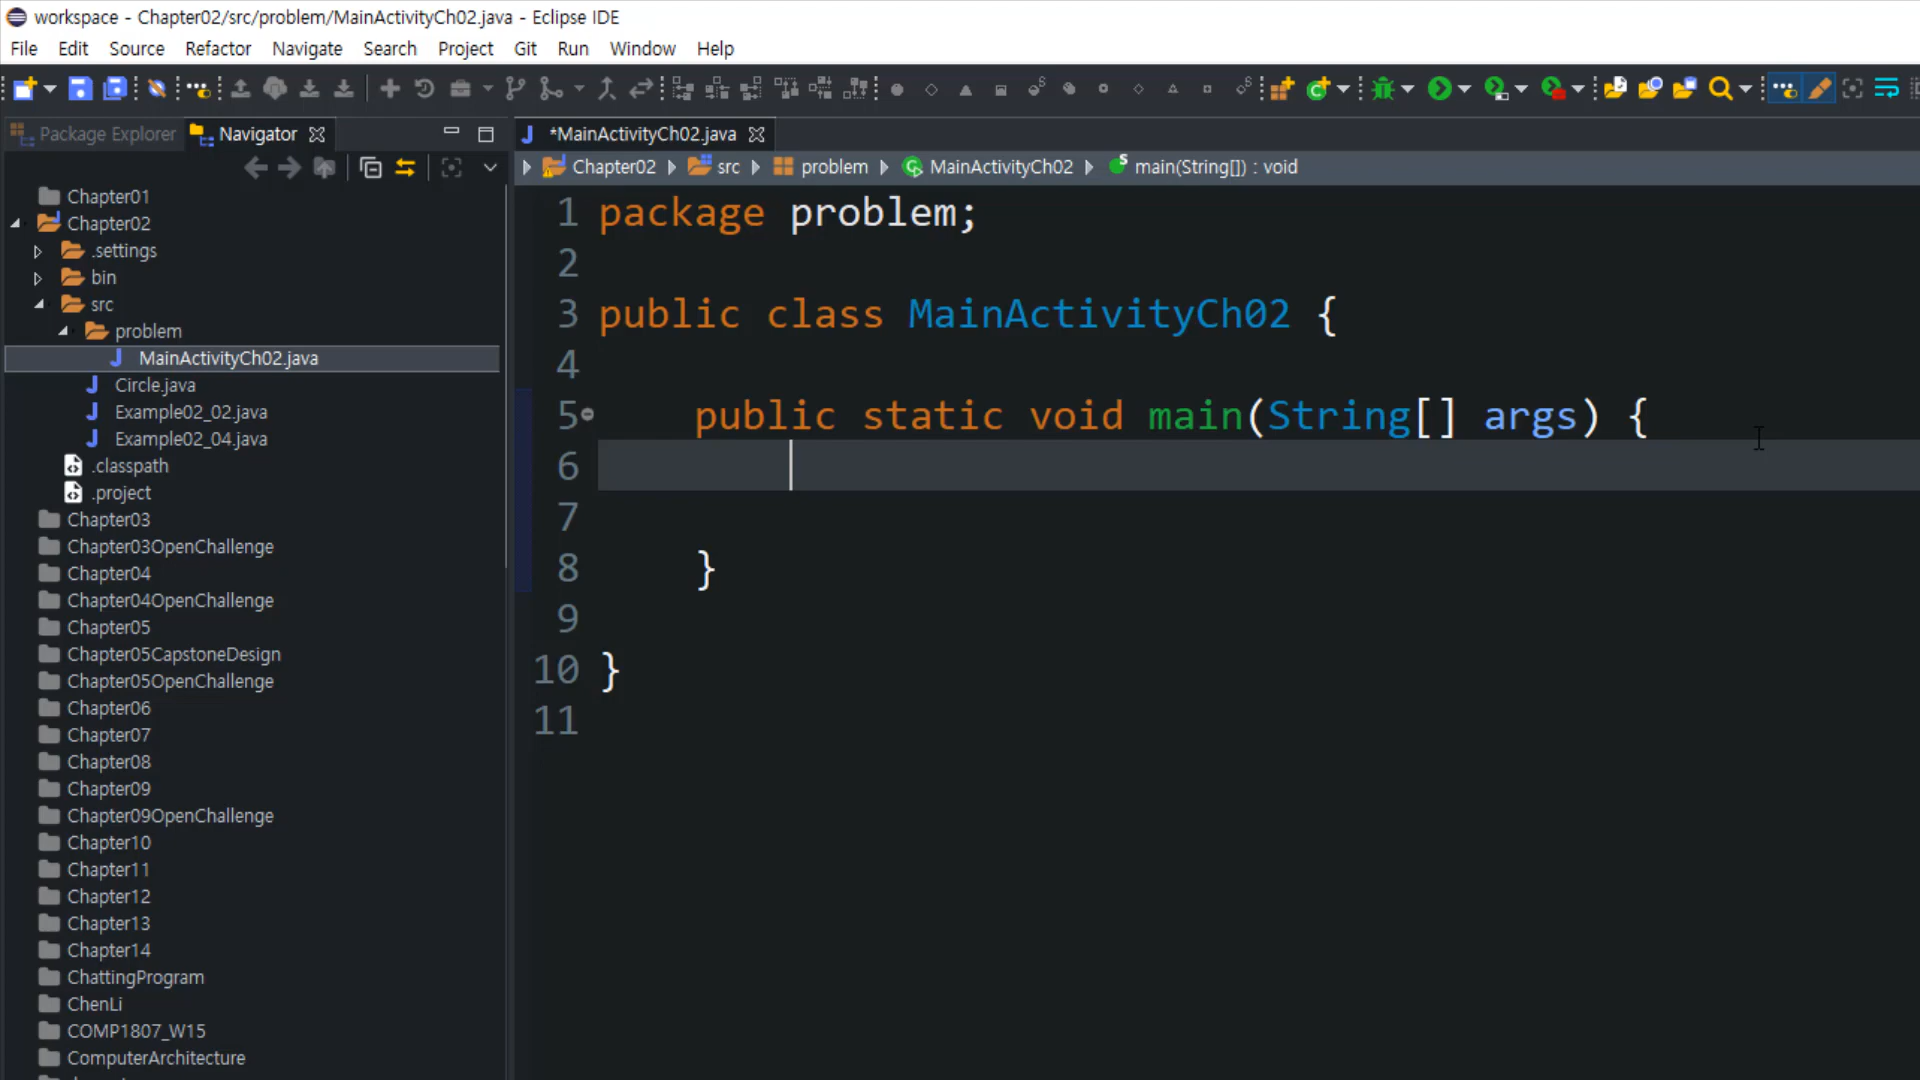 workspace - Chapter02/src/problem/MainActivityCh02.java - Eclipse IDE
File Edit Source Refactor Navigate Search Project Git Run Window Help
Package Explorer Navigator *MainActivityCh02.java
Chapter02 src problem MainActivityCh02 main(String[]) : void
Chapter01
Chapter02
.settings
bin
src
problem
MainActivityCh02.java
Circle.java
Example02_02.java
Example02_04.java
.classpath
.project
Chapter03
Chapter03OpenChallenge
Chapter04
Chapter04OpenChallenge
Chapter05
Chapter05CapstoneDesign
Chapter05OpenChallenge
Chapter06
Chapter07
Chapter08
Chapter09
Chapter09OpenChallenge
Chapter10
Chapter11
Chapter12
Chapter13
Chapter14
ChattingProgram
ChenLi
COMP1807_W15
ComputerArchitecture
1 package problem;
2
3 public class MainActivityCh02 {
4
5 public static void main(String[] args) {
6
7
8 }
9
10 }
11